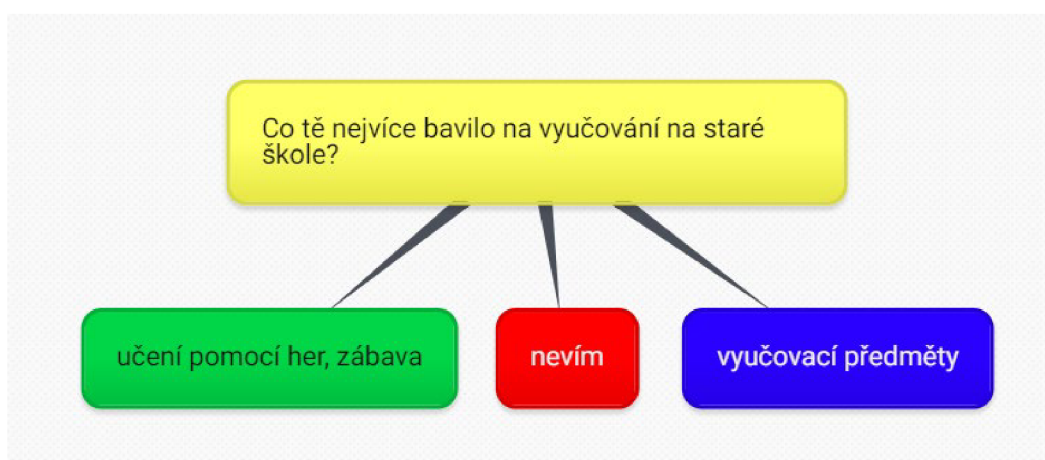 Co tě nejvíce bavilo na vyučování na staré
škole?
učení pomocí her, zábava
nevím
vyučovací předměty